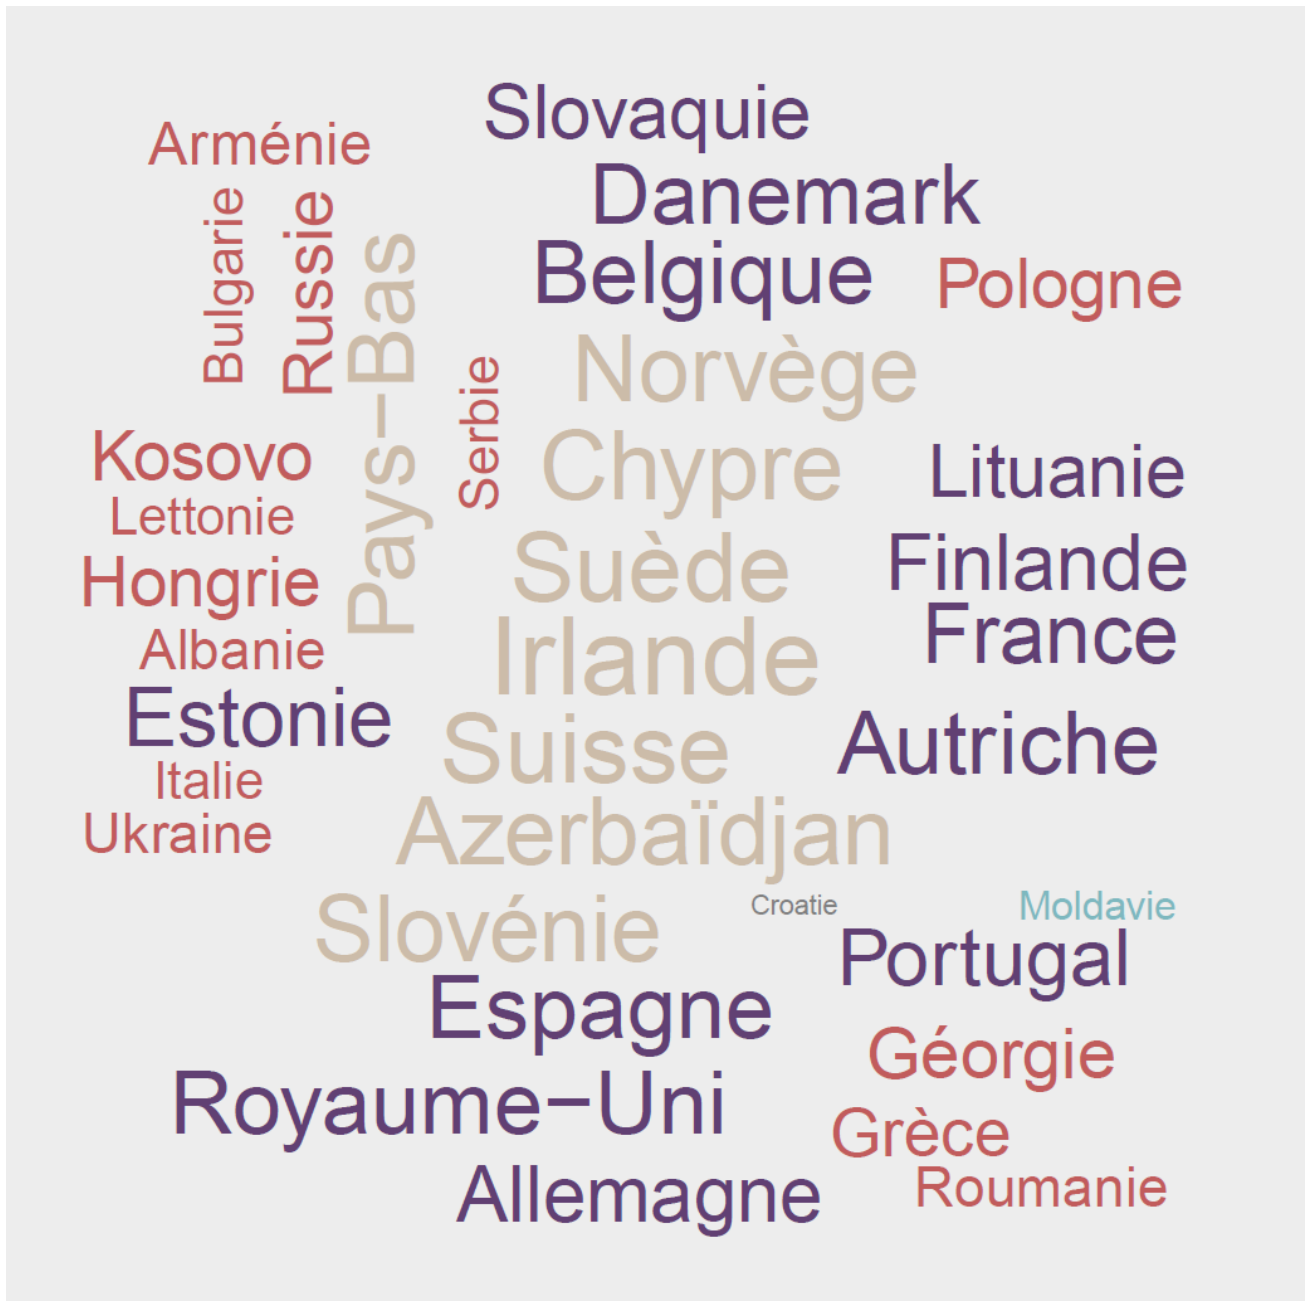 Slovaquie
Arménie
Danemark
Bulgarie
Russie
Pays−Bas
Belgique
Pologne
Norvège
Serbie
Kosovo
Chypre
Lituanie
Lettonie
Suède
Finlande
Hongrie
Irlande
France
Albanie
Estonie
Suisse
Autriche
Italie
Ukraine
Azerbaïdjan
Slovénie
Croatie
Moldavie
Portugal
Espagne
Géorgie
Royaume−Uni
Grèce
Allemagne
Roumanie